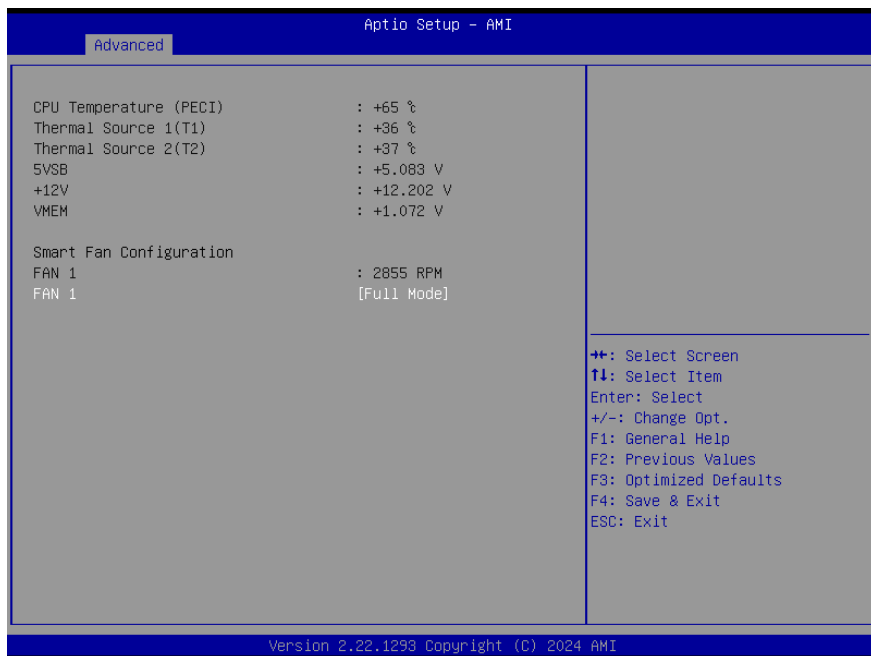 Aptio Setup – AMI
Advanced
CPU Temperature (PECI) : +65 ℃
Thermal Source 1(T1) : +36 ℃
Thermal Source 2(T2) : +37 ℃
5VSB : +5.083 V
+12V : +12.202 V
VMEM : +1.072 V
Smart Fan Configuration
FAN 1 : 2855 RPM
FAN 1 [Full Mode]
→←: Select Screen
↑↓: Select Item
Enter: Select
+/-: Change Opt.
F1: General Help
F2: Previous Values
F3: Optimized Defaults
F4: Save & Exit
ESC: Exit
Version 2.22.1293 Copyright (C) 2024 AMI